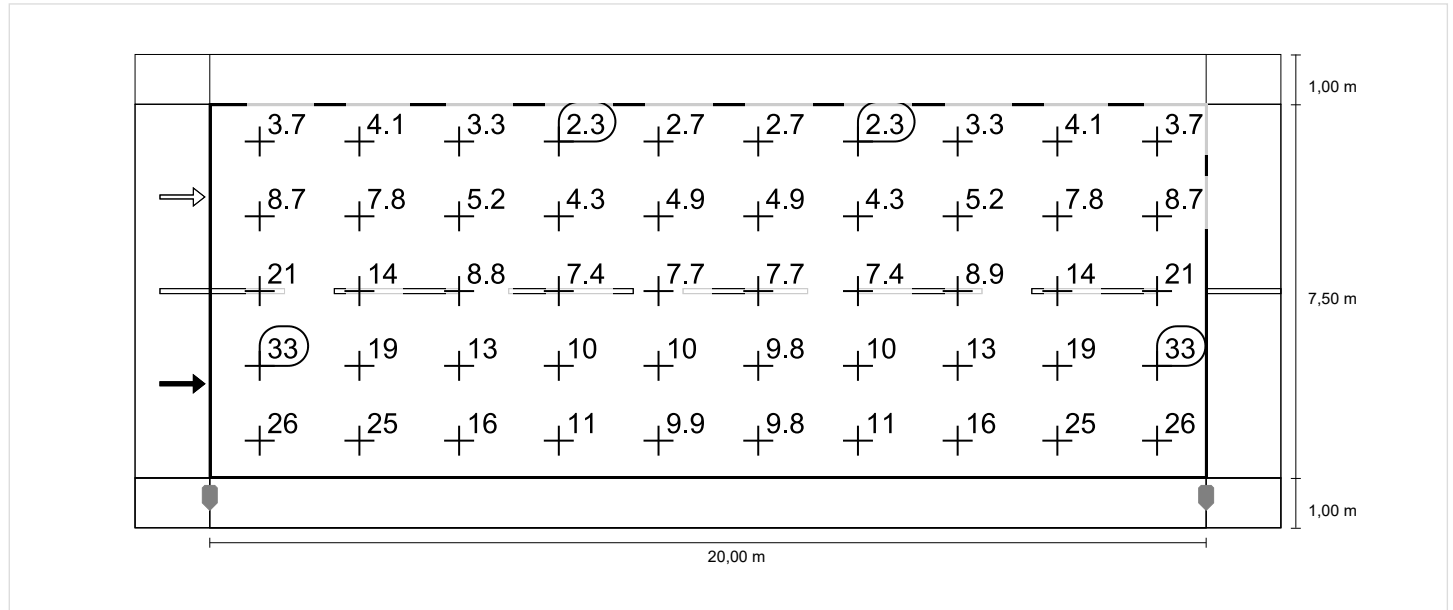 1,00 m
3.7 4.1 3.3 2.3 2.7 2.7 2.3 3.3 4.1 3.7
8.7 7.8 5.2 4.3 4.9 4.9 4.3 5.2 7.8 8.7
21 14 8.8 7.4 7.7 7.7 7.4 8.9 14 21
7,50 m
33 19 13 10 10 9.8 10 13 19 33
26 25 16 11 9.9 9.8 11 16 25 26
1,00 m
20,00 m